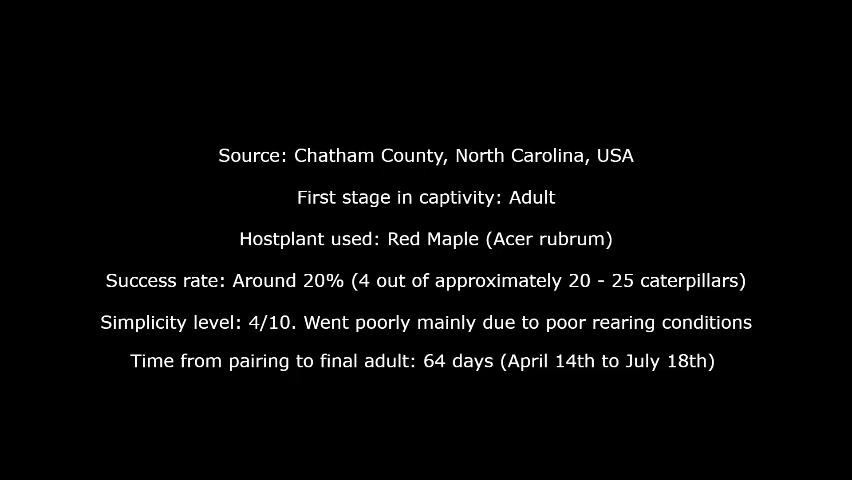 Source: Chatham County, North Carolina, USA
First stage in captivity: Adult
Hostplant used: Red Maple (Acer rubrum)
Success rate: Around 20% (4 out of approximately 20 - 25 caterpillars)
Simplicity level: 4/10. Went poorly mainly due to poor rearing conditions
Time from pairing to final adult: 64 days (April 14th to July 18th)